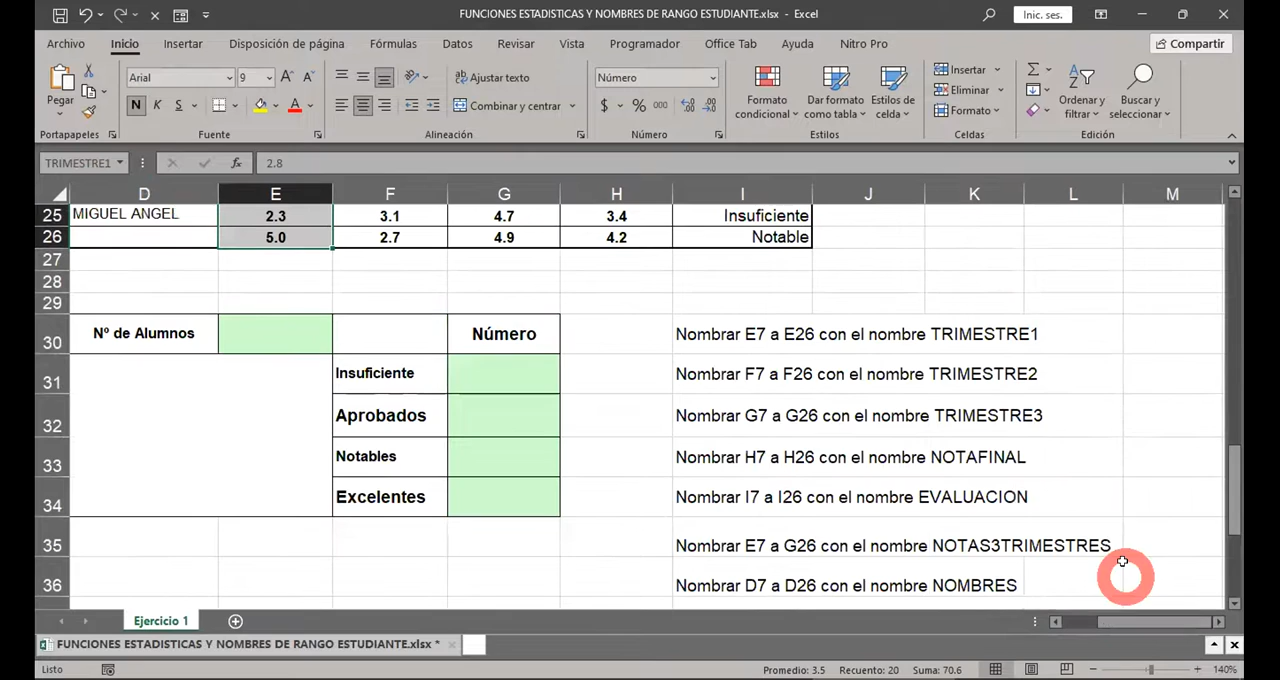 FUNCIONES ESTADISTICAS Y NOMBRES DE RANGO ESTUDIANTE.xlsx - Excel
Inic. ses.
Archivo Inicio Insertar Disposición de página Fórmulas Datos Revisar Vista Programador Office Tab Ayuda Nitro Pro Compartir
Pegar
Arial 9
N K S
Ajustar texto
Combinar y centrar
Número
$ % 000
Formato condicional
Dar formato como tabla
Estilos de celda
Insertar
Eliminar
Formato
Ordenar y filtrar
Buscar y seleccionar
Portapapeles Fuente Alineación Número Estilos Celdas Edición
TRIMESTRE1 fx 2.8
D E F G H I J K L M
25 MIGUEL ANGEL 2.3 3.1 4.7 3.4 Insuficiente
26 5.0 2.7 4.9 4.2 Notable
27
28
29
30 Nº de Alumnos Número Nombrar E7 a E26 con el nombre TRIMESTRE1
31 Insuficiente Nombrar F7 a F26 con el nombre TRIMESTRE2
32 Aprobados Nombrar G7 a G26 con el nombre TRIMESTRE3
33 Notables Nombrar H7 a H26 con el nombre NOTAFINAL
34 Excelentes Nombrar I7 a I26 con el nombre EVALUACION
35 Nombrar E7 a G26 con el nombre NOTAS3TRIMESTRES
36 Nombrar D7 a D26 con el nombre NOMBRES
Ejercicio 1
FUNCIONES ESTADISTICAS Y NOMBRES DE RANGO ESTUDIANTE.xlsx *
Listo Promedio: 3.5 Recuento: 20 Suma: 70.6 140%